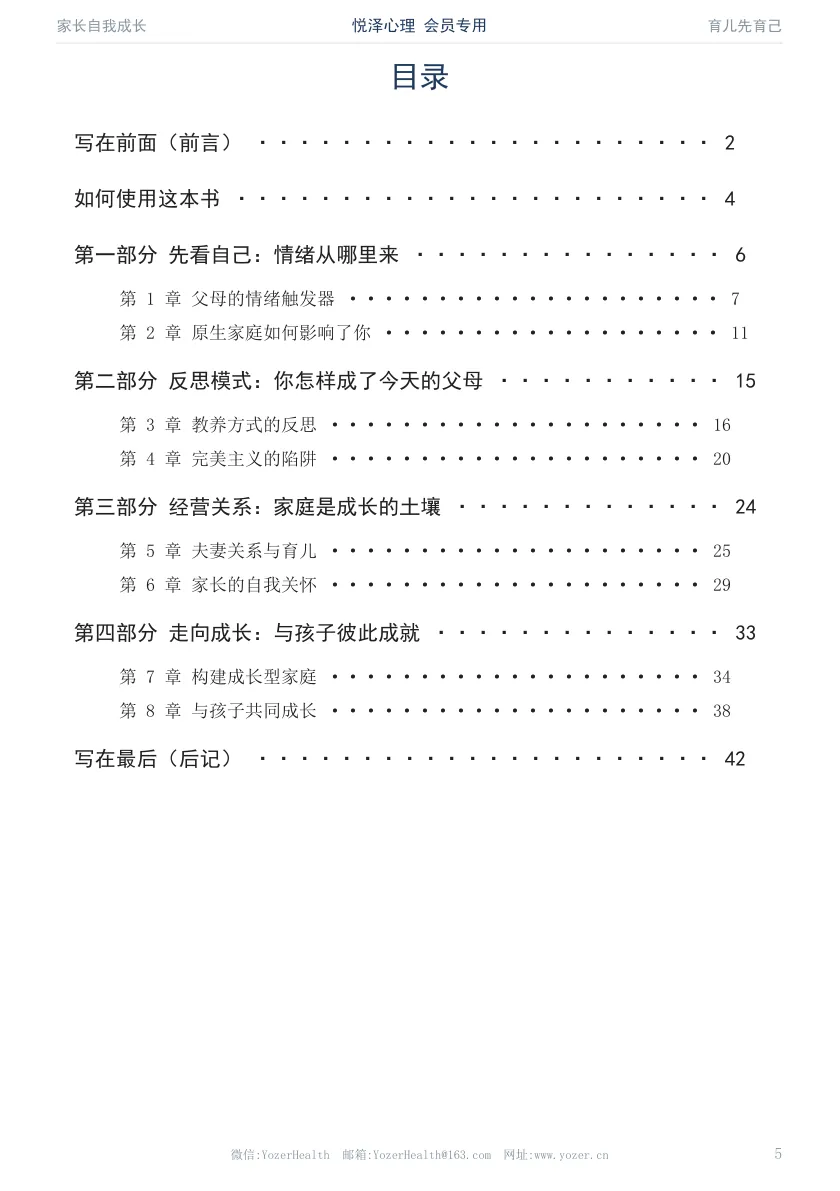 家长自我成长 悦泽心理 会员专用 育儿先育己
目录
写在前面（前言） ······················ 2
如何使用这本书 ······················· 4
第一部分 先看自己：情绪从哪里来 ··············· 6
第 1 章 父母的情绪触发器 ····················· 7
第 2 章 原生家庭如何影响了你 ··················· 11
第二部分 反思模式：你怎样成了今天的父母 ··········· 15
第 3 章 教养方式的反思 ····················· 16
第 4 章 完美主义的陷阱 ····················· 20
第三部分 经营关系：家庭是成长的土壤 ············· 24
第 5 章 夫妻关系与育儿 ····················· 25
第 6 章 家长的自我关怀 ····················· 29
第四部分 走向成长：与孩子彼此成就 ·············· 33
第 7 章 构建成长型家庭 ····················· 34
第 8 章 与孩子共同成长 ····················· 38
写在最后（后记） ······················ 42
微信:YozerHealth 邮箱:YozerHealth@163.com 网址:www.yozer.cn 5